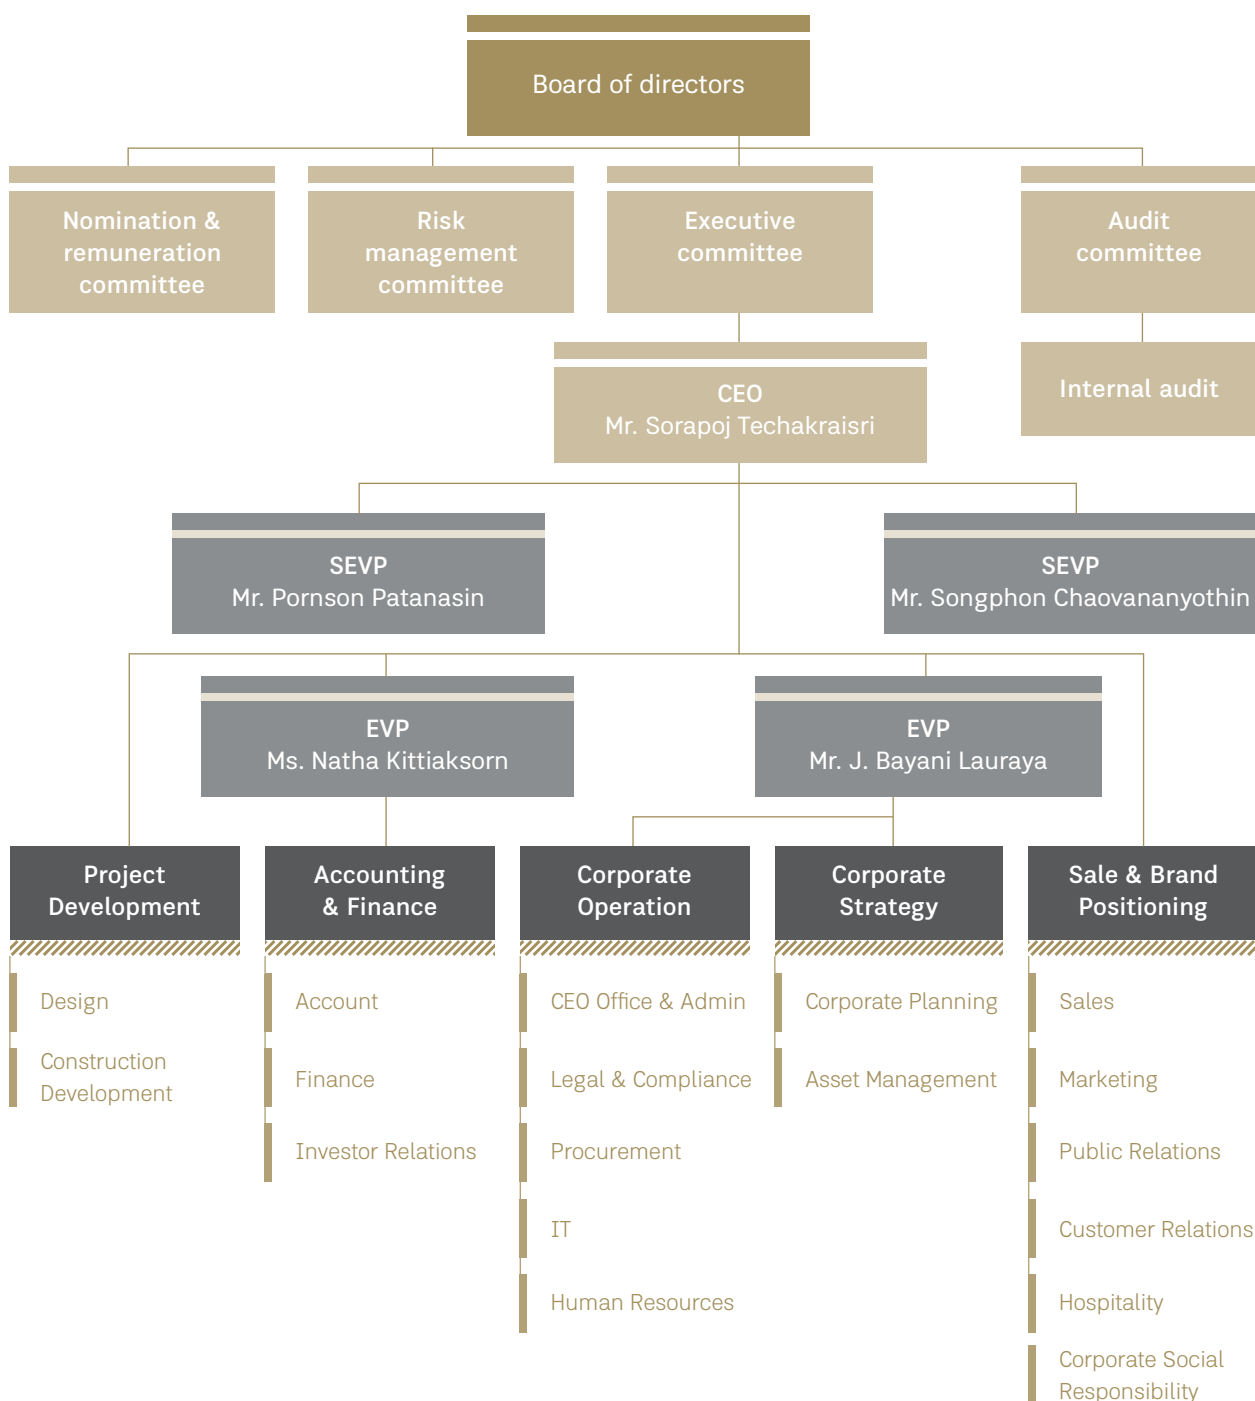 Board of directors
Nomination &
remuneration
committee
Risk
management
committee
Executive
committee
Audit
committee
CEO
Mr. Sorapoj Techakraisri
Internal audit
SEVP
Mr. Pornson Patanasin
SEVP
Mr. Songphon Chaovananyothin
EVP
Ms. Natha Kittiaksorn
EVP
Mr. J. Bayani Lauraya
Project
Development
Design
Construction
Development
Accounting
& Finance
Account
Finance
Investor Relations
Corporate
Operation
CEO Office & Admin
Legal & Compliance
Procurement
IT
Human Resources
Corporate
Strategy
Corporate Planning
Asset Management
Sale & Brand
Positioning
Sales
Marketing
Public Relations
Customer Relations
Hospitality
Corporate Social
Responsibility